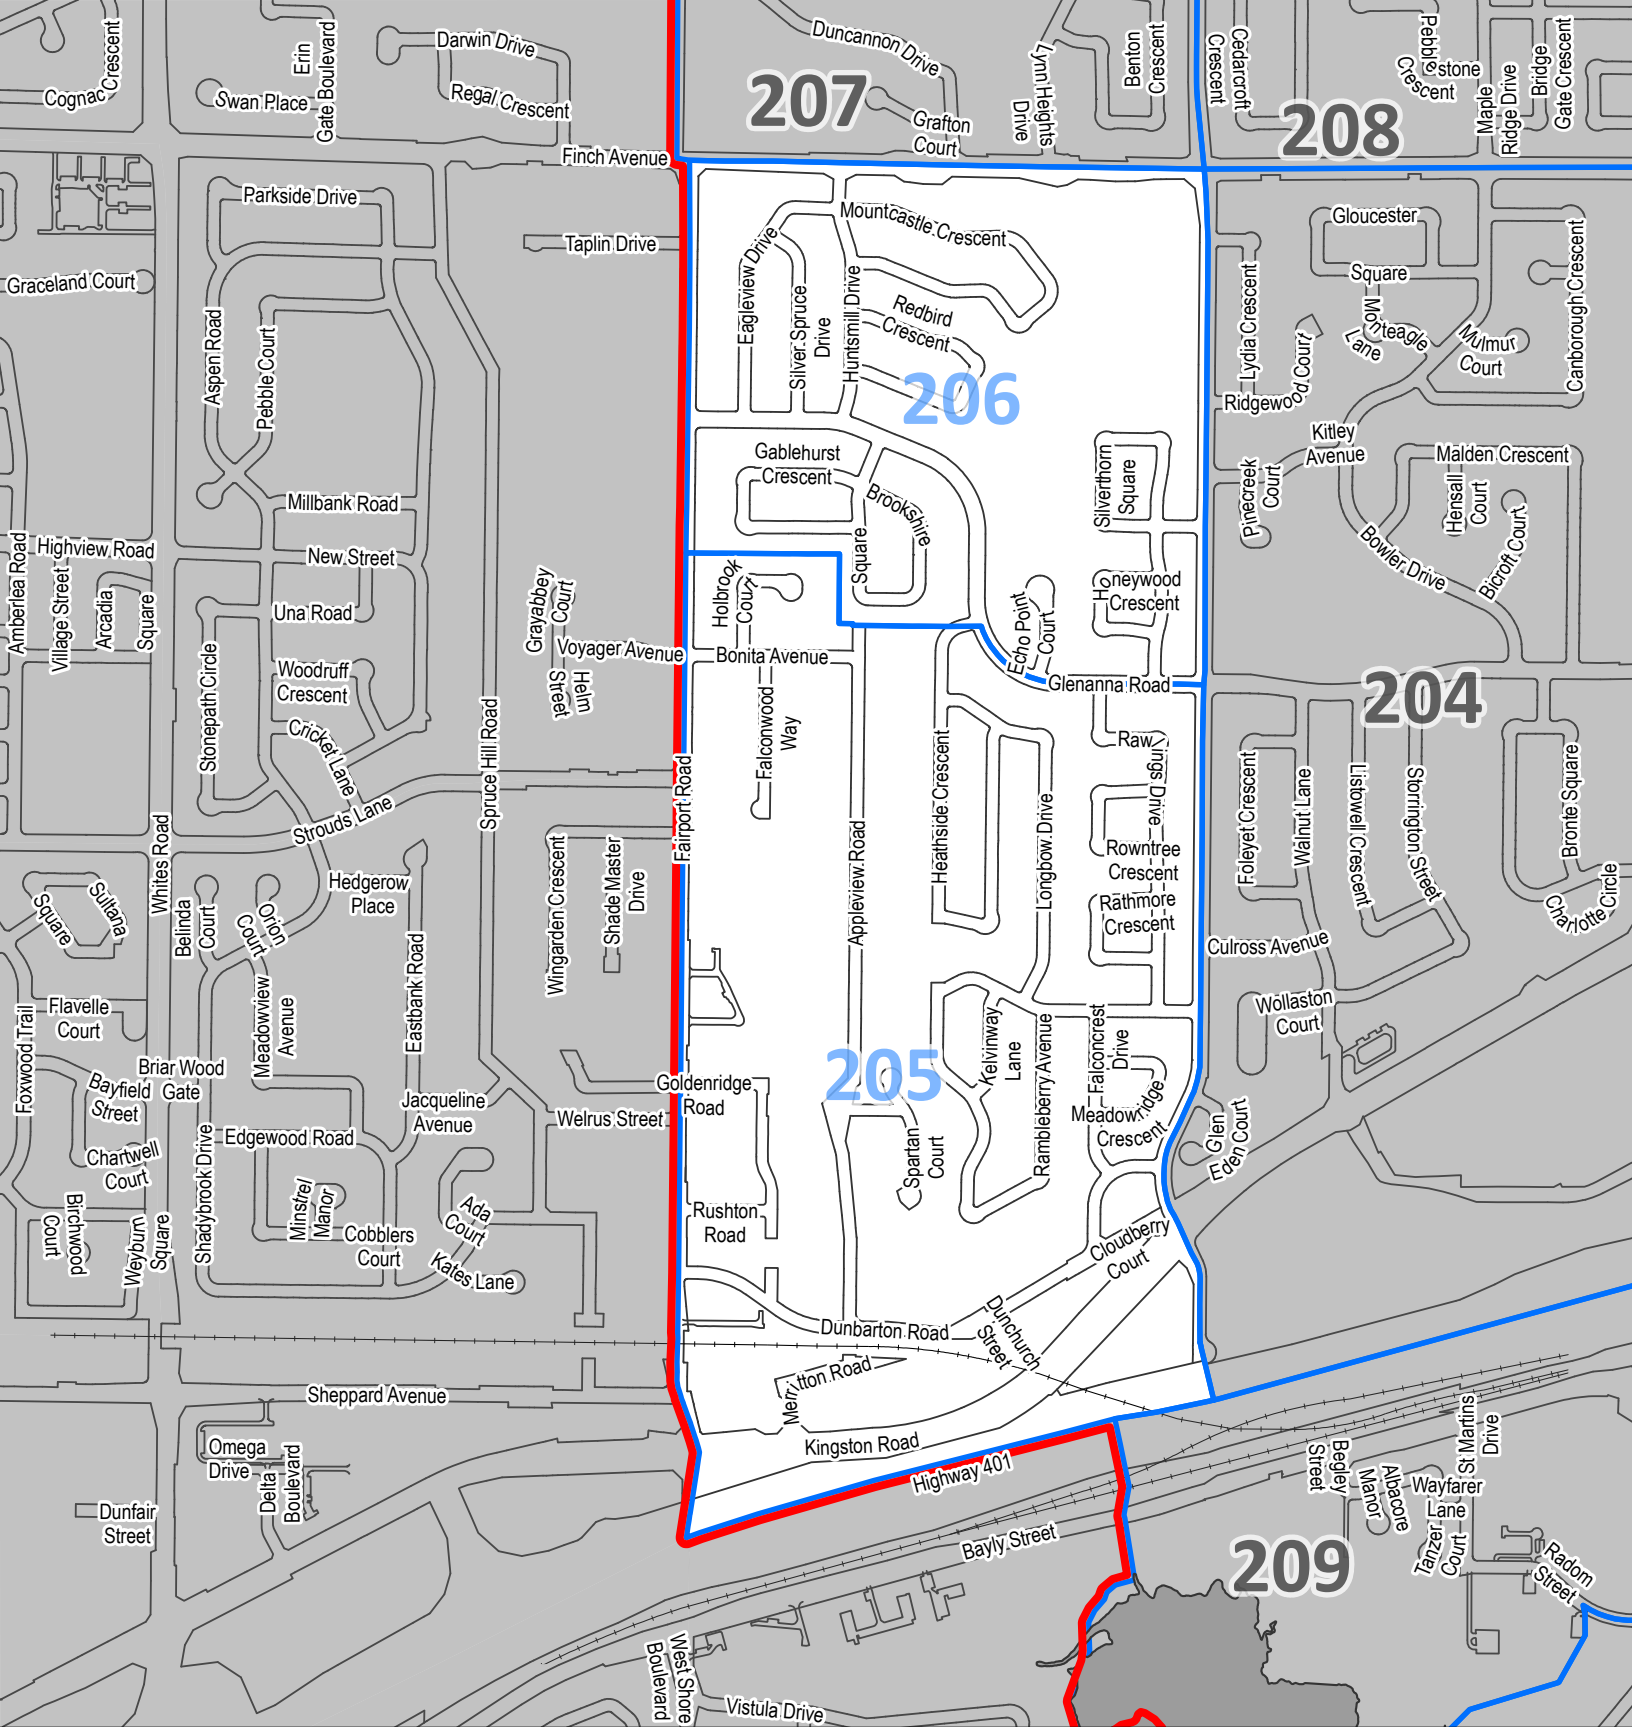 Cognac
Crescent
Erin
Gate Boulevard
Darwin Drive
Swan Place
Regal Crescent
Finch Avenue
207
Duncannon Drive
Grafton
Court
Lynn Heights
Drive
Benton
Crescent
Cedarcroft
Crescent
208
Pebblestone
Crescent
Maple
Ridge Drive
Bridge
Gate Crescent
Parkside Drive
Taplin Drive
Graceland Court
Aspen Road
Pebble Court
Millbank Road
New Street
Una Road
Woodruff
Crescent
Highview Road
Amberlea Road
Village Street
Arcadia
Square
Stonepath Circle
Cricket Lane
Strouds Lane
Spruce Hill Road
Grayabbey
Court
Voyager Avenue
Helm
Street
Mountcastle Crescent
Eagleview Drive
Silver Spruce
Drive
Huntsmill Drive
Redbird
Crescent
206
Gablehurst
Crescent
Brookshire
Square
Silverthorn
Square
Honeywood
Crescent
Echo Point
Court
Glenanna Road
Holbrook
Court
Bonita Avenue
Falconwood
Way
Fairport Road
Appleview Road
Heathside Crescent
Longbow Drive
Rawlings Drive
Rowntree
Crescent
Rathmore
Crescent
Gloucester
Square
Lydia Crescent
Monteagle
Lane
Mulmur
Court
Canborough Crescent
Ridgewood Court
Kitley
Avenue
Pinecreek
Court
Malden Crescent
Hensall
Court
Bicroft Court
Bowler Drive
204
Foleyet Crescent
Walnut Lane
Listowell Crescent
Storrington Street
Bronte Square
Charlotte Circle
Culross Avenue
Wollaston
Court
Whites Road
Sultana
Square
Belinda
Court
Orion
Court
Hedgerow
Place
Wingarden Crescent
Shade Master
Drive
Eastbank Road
Meadowview
Avenue
Flavelle
Court
Foxwood Trail
Briar Wood
Gate
Bayfield
Street
Chartwell
Court
Shadybrook Drive
Edgewood Road
Jacqueline
Avenue
Welrus Street
Goldenridge
Road
Rushton
Road
205
Spartan
Court
Kelvinway
Lane
Rambleberry Avenue
Falconcrest
Drive
Meadowridge
Crescent
Glen
Eden Court
Cloudberry
Court
Birchwood
Court
Weyburn
Square
Minstrel
Manor
Cobblers
Court
Ada
Court
Kates Lane
Dunbarton Road
Dunchurch
Street
Merritton Road
Kingston Road
Highway 401
Bayly Street
Sheppard Avenue
Omega
Drive
Delta
Boulevard
Dunfair
Street
West Shore
Boulevard
Vistula Drive
209
Begley
Street
Albacore
Manor
Wayfarer
Lane
St Martins
Drive
Tanzer
Court
Radom
Street